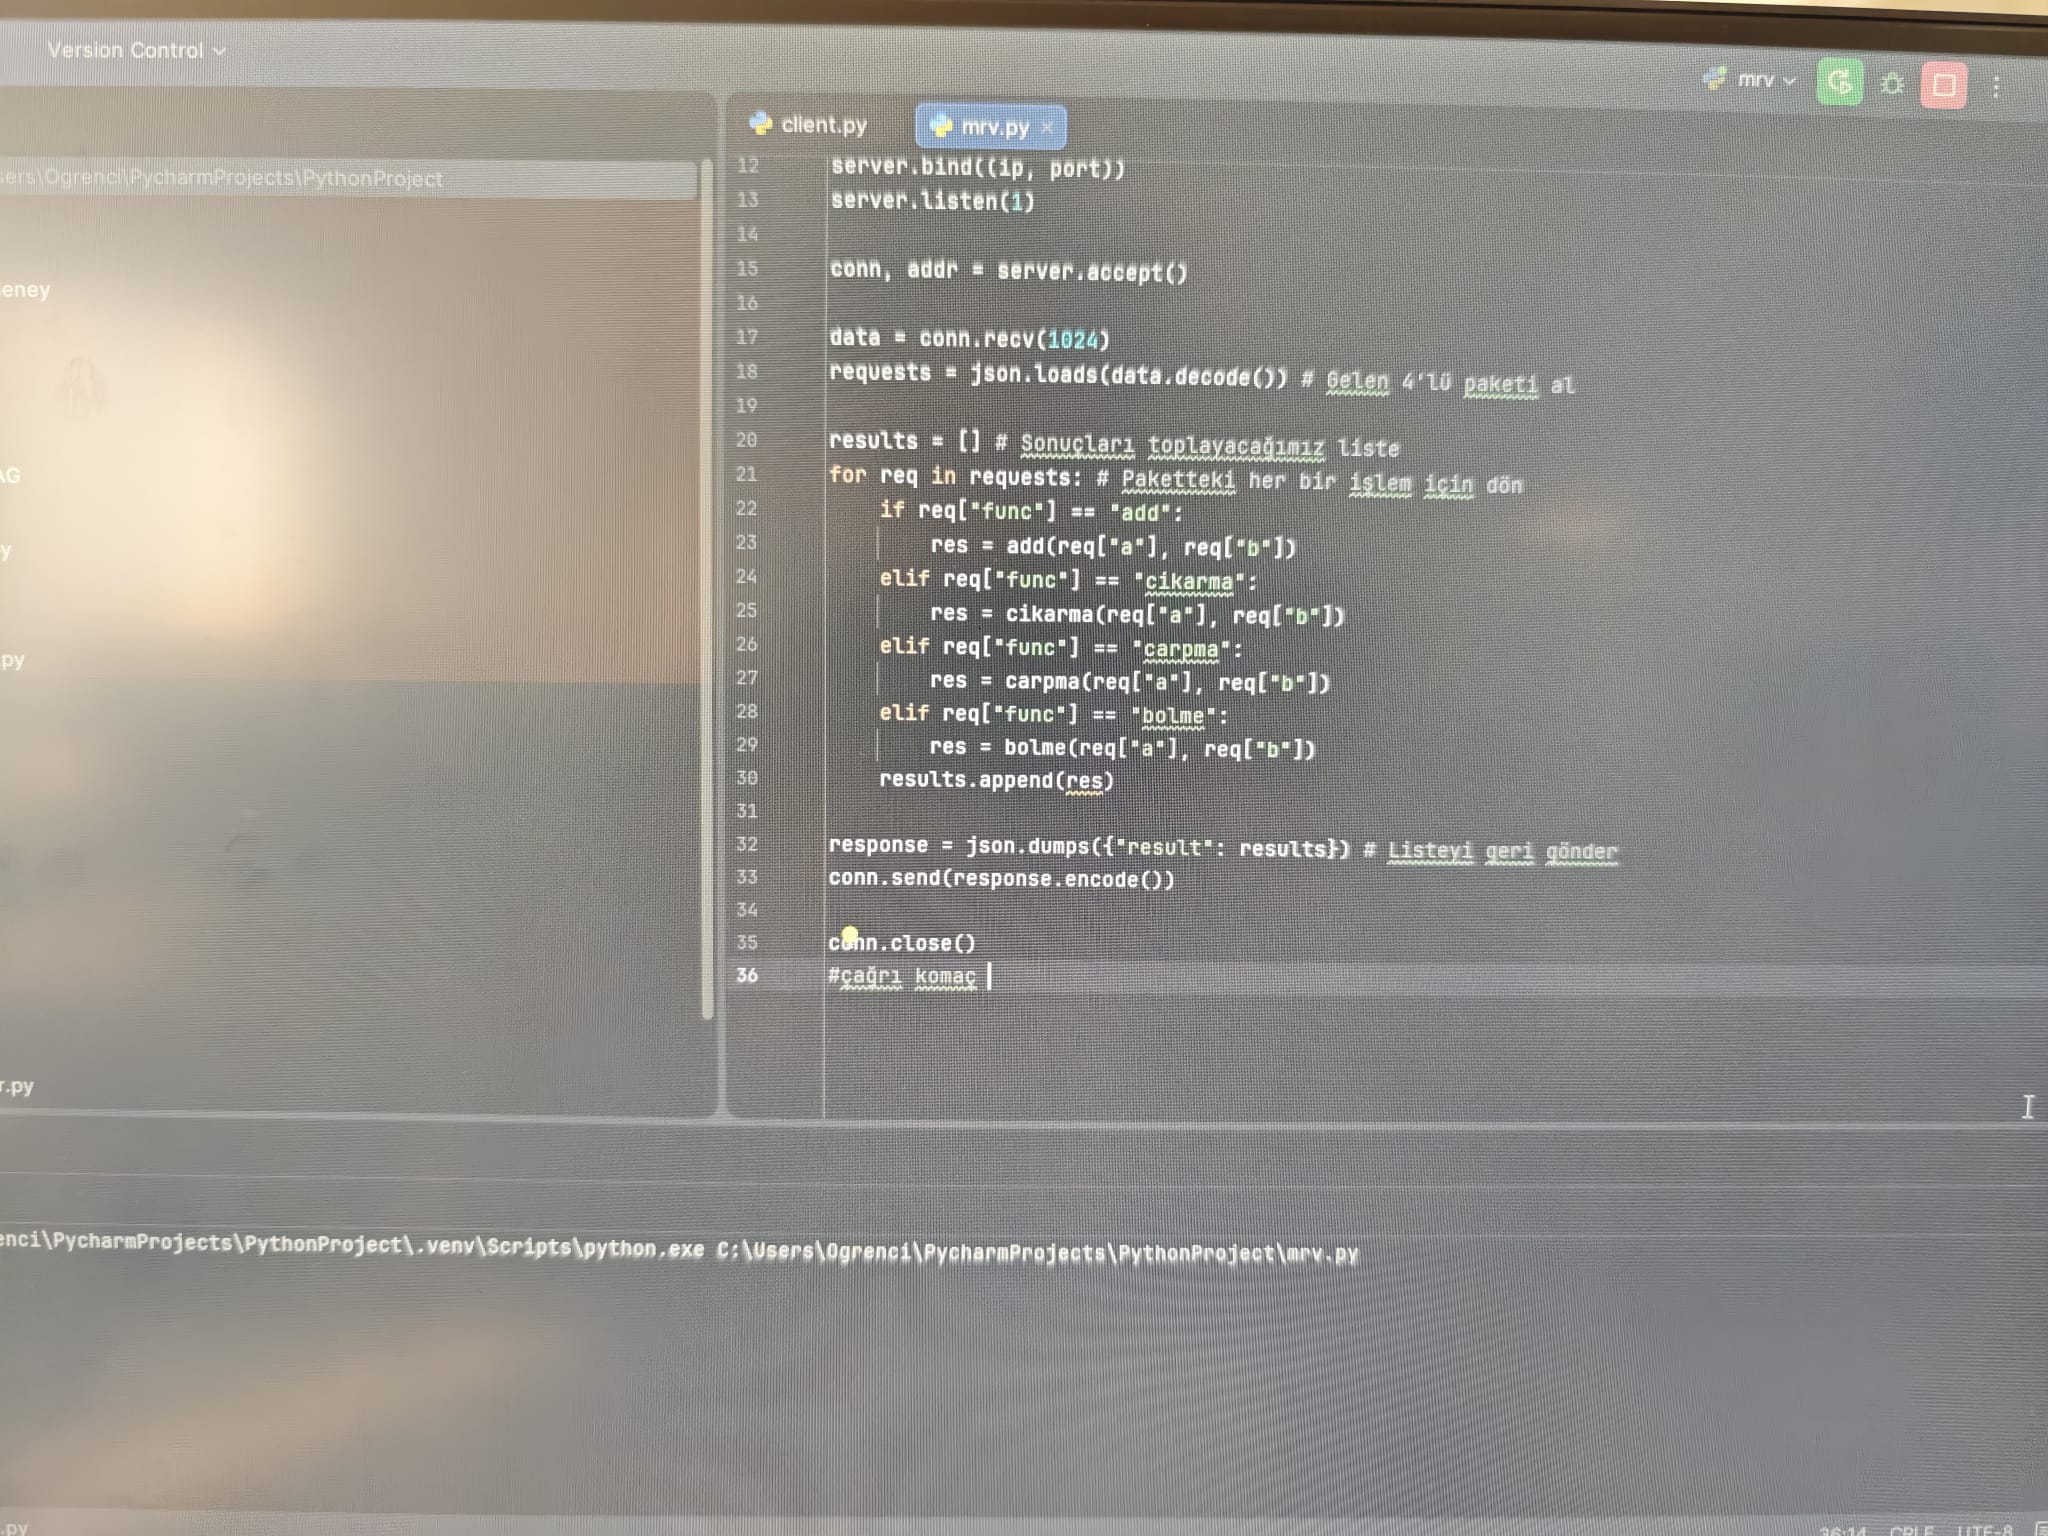 Version Control
mrv
client.py
mrv.py
ers\Ogrenci\PycharmProjects\PythonProject
eney
AG
y
.py
r.py
12 server.bind((ip, port))
13 server.listen(1)
14
15 conn, addr = server.accept()
16
17 data = conn.recv(1024)
18 requests = json.loads(data.decode()) # Gelen 4'lü paketi al
19
20 results = [] # Sonuçları toplayacağımız liste
21 for req in requests: # Paketteki her bir işlem için dön
22 if req["func"] == "add":
23 res = add(req["a"], req["b"])
24 elif req["func"] == "cikarma":
25 res = cikarma(req["a"], req["b"])
26 elif req["func"] == "carpma":
27 res = carpma(req["a"], req["b"])
28 elif req["func"] == "bolme":
29 res = bolme(req["a"], req["b"])
30 results.append(res)
31
32 response = json.dumps({"result": results}) # Listeyi geri gönder
33 conn.send(response.encode())
34
35 conn.close()
36 #çağrı komaç
enci\PycharmProjects\PythonProject\.venv\Scripts\python.exe C:\Users\Ogrenci\PycharmProjects\PythonProject\mrv.py
.py
36:14 CRLF UTF-8